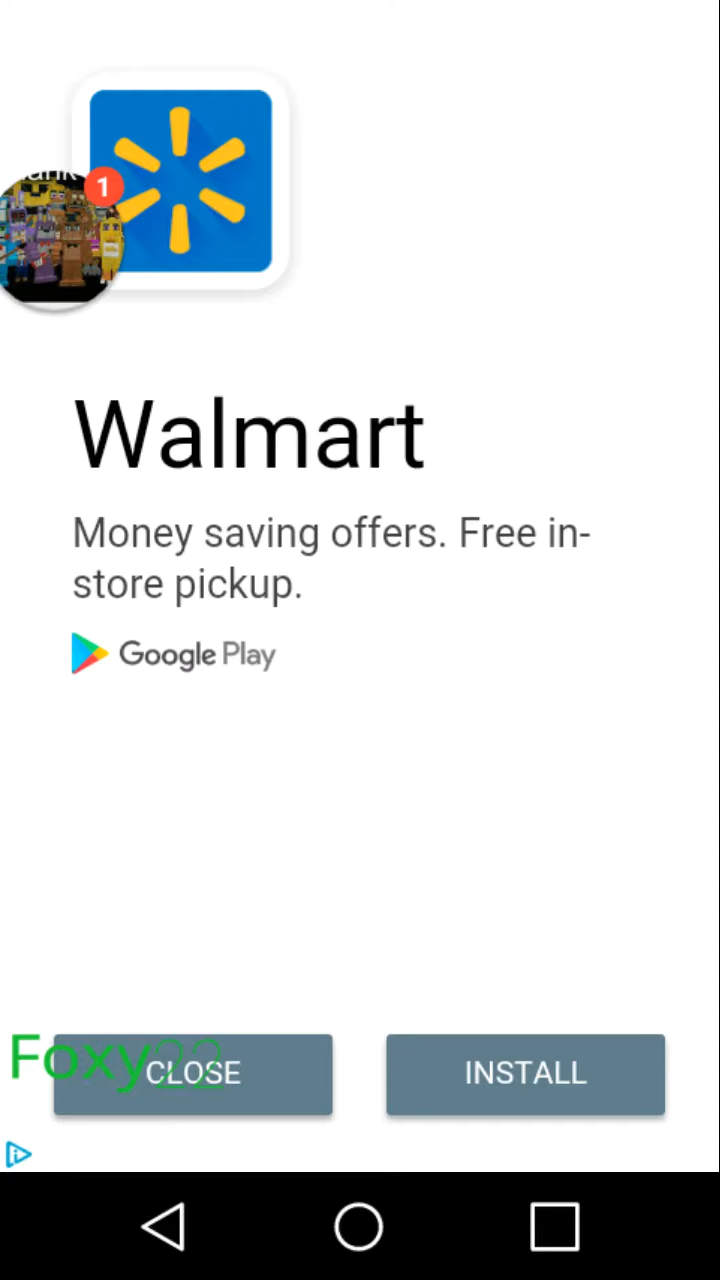 1
Walmart
Money saving offers. Free in-
store pickup.
Google Play
Foxy22
CLOSE
INSTALL